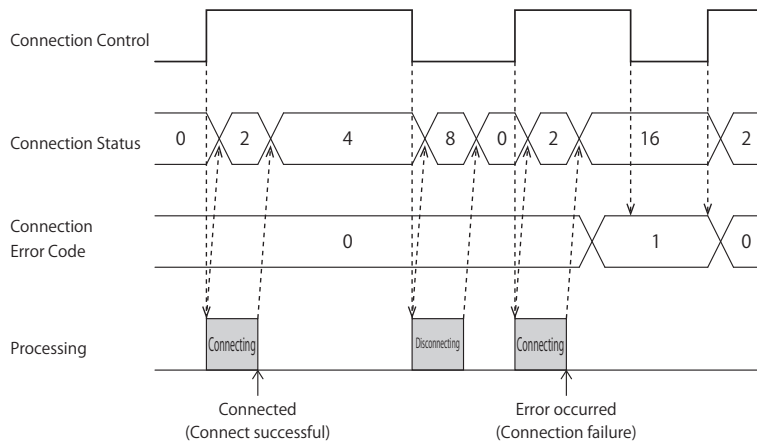 Connection Control
Connection Status
0 2 4 8 0 2 16 2
Connection
Error Code
0 1 0
Processing
Connecting Disconnecting Connecting
Connected
(Connect successful)
Error occurred
(Connection failure)